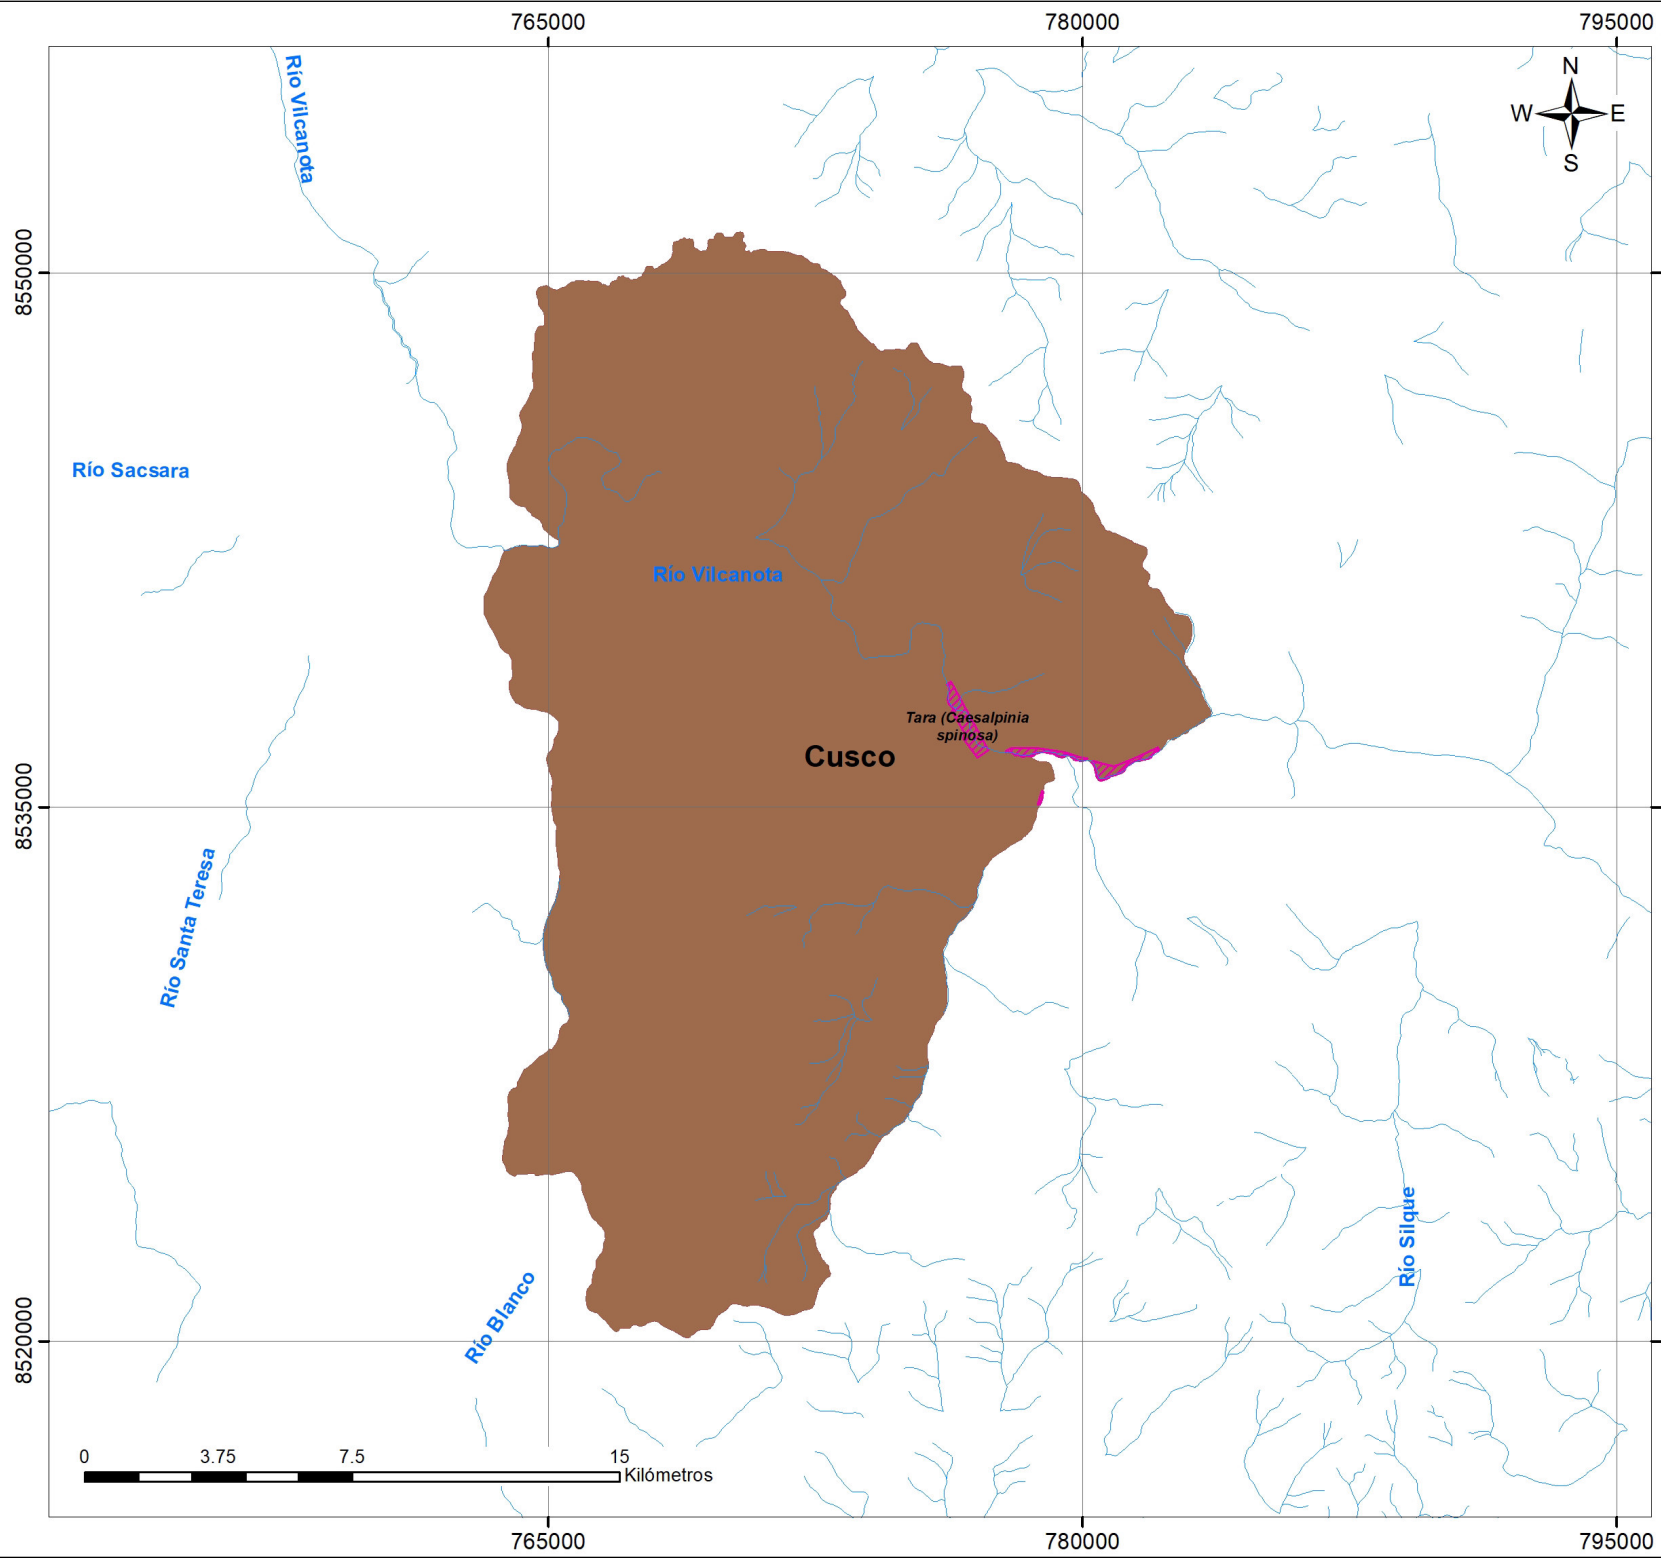 765000
780000
795000
N
W
E
S
Río Vilcanota
8550000
Río Sacsara
Río Vilcanota
Tara (Caesalpinia
spinosa)
Cusco
8535000
Río Santa Teresa
Río Silque
Río Blanco
8520000
0
3.75
7.5
15
Kilómetros
765000
780000
795000